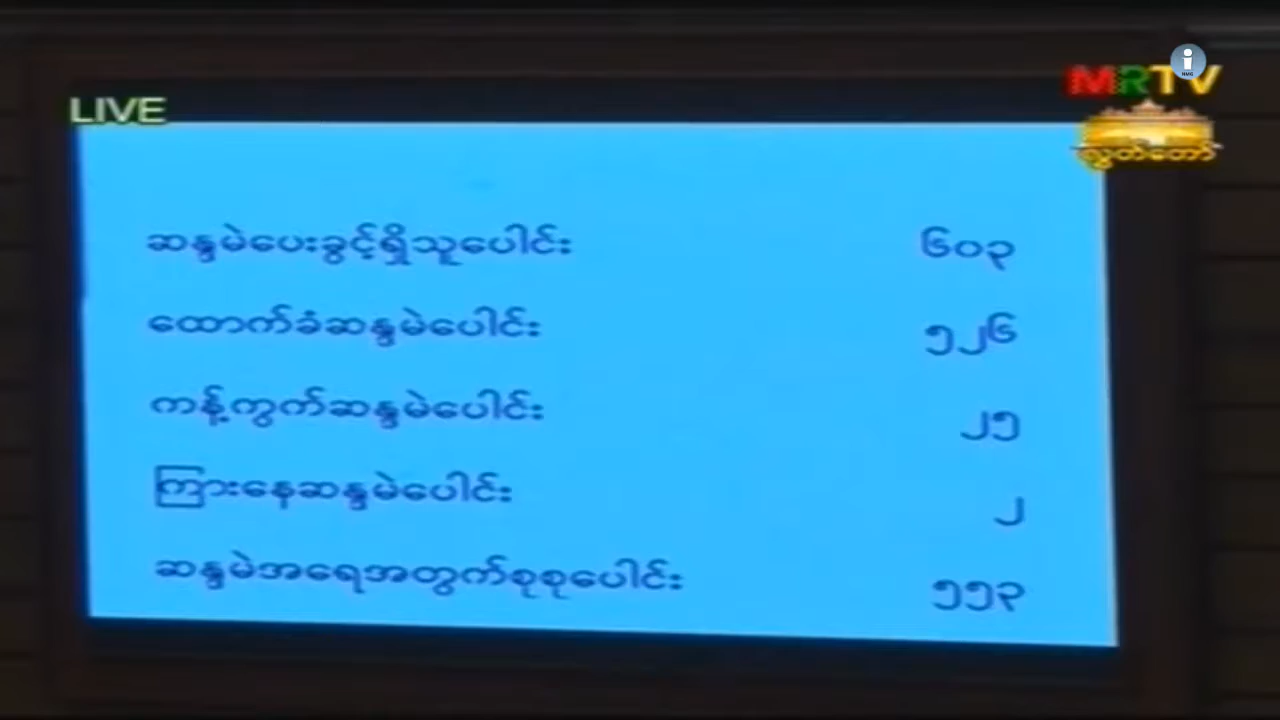 LIVE
MRTV
လွှတ်တော်
ဆန္ဒမဲပေးခွင့်ရှိသူပေါင်း ၆၀၃
ထောက်ခံဆန္ဒမဲပေါင်း ၅၂၆
ကန့်ကွက်ဆန္ဒမဲပေါင်း ၂၅
ကြားနေဆန္ဒမဲပေါင်း ၂
ဆန္ဒမဲအရေအတွက်စုစုပေါင်း ၅၅၃